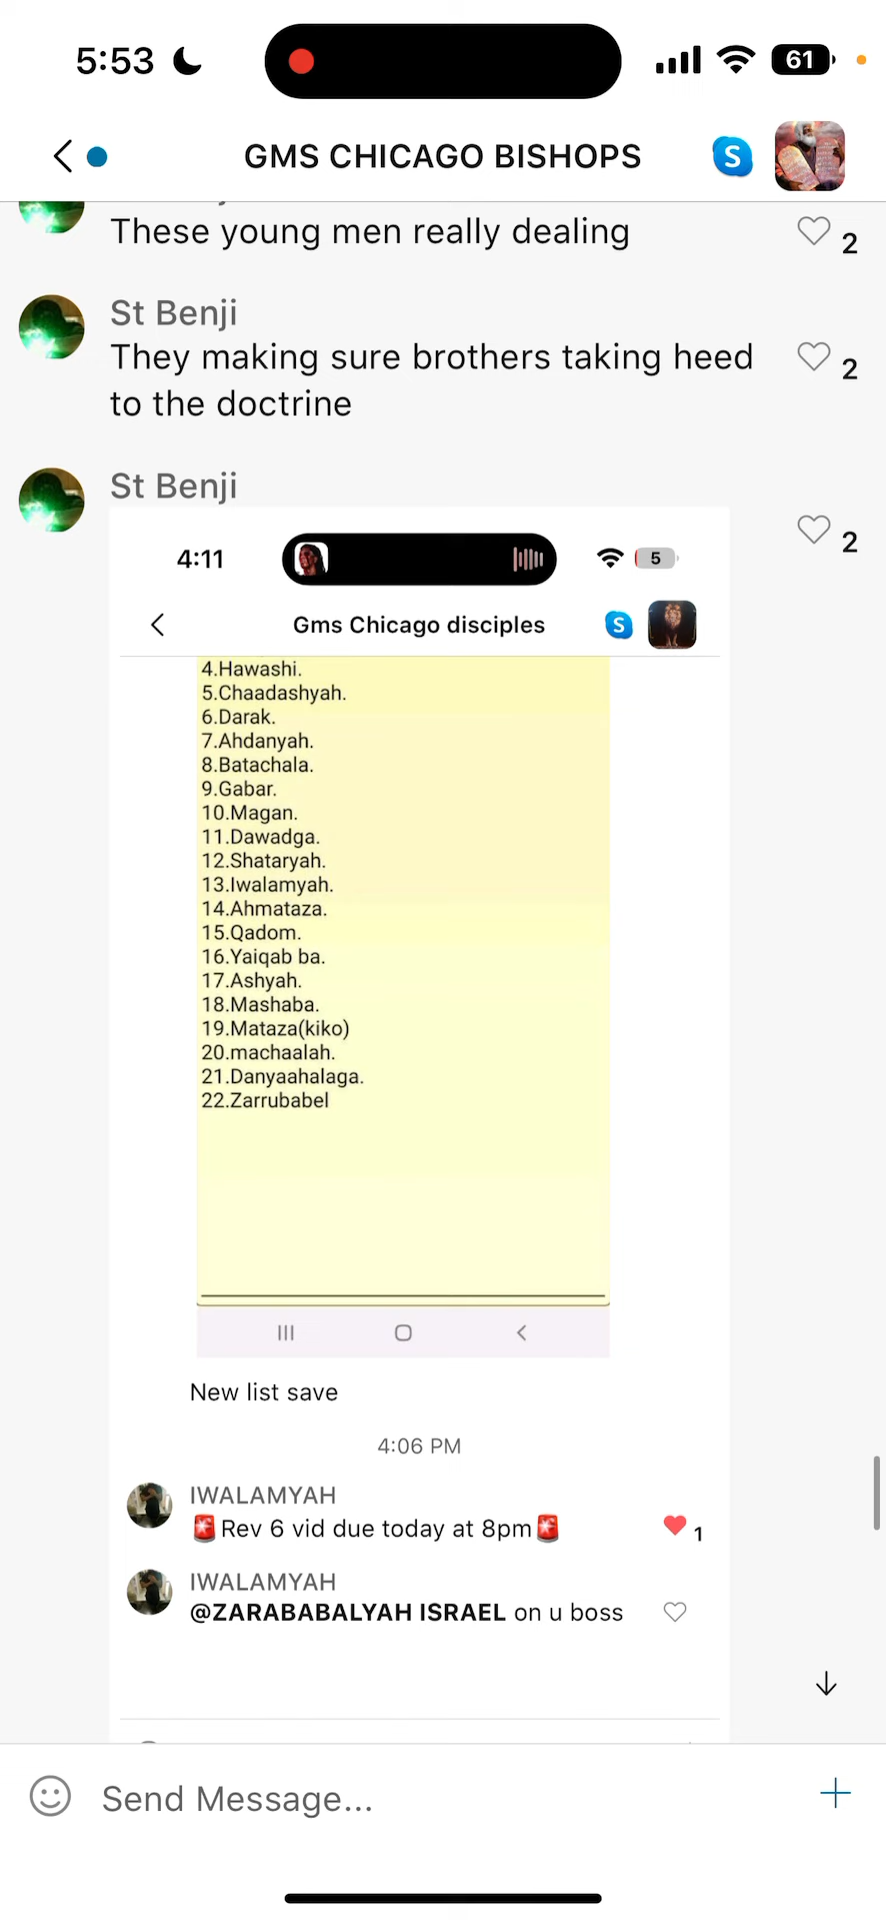 5:53
61
GMS CHICAGO BISHOPS
S
These young men really dealing
2
St Benji
They making sure brothers taking heed
to the doctrine
2
St Benji
2
4:11
5
Gms Chicago disciples
S
4.Hawashi.
5.Chaadashyah.
6.Darak.
7.Ahdanyah.
8.Batachala.
9.Gabar.
10.Magan.
11.Dawadga.
12.Shataryah.
13.Iwalamyah.
14.Ahmataza.
15.Qadom.
16.Yaiqab ba.
17.Ashyah.
18.Mashaba.
19.Mataza(kiko)
20.machaalah.
21.Danyaahalaga.
22.Zarrubabel
New list save
4:06 PM
IWALAMYAH
🚨Rev 6 vid due today at 8pm🚨
1
IWALAMYAH
@ZARABABALYAH ISRAEL on u boss
Send Message...